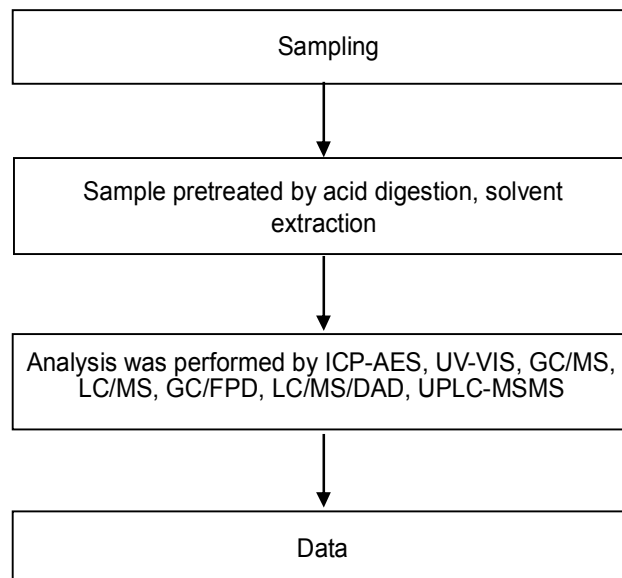 Sampling
Sample pretreated by acid digestion, solvent
extraction
Analysis was performed by ICP-AES, UV-VIS, GC/MS,
LC/MS, GC/FPD, LC/MS/DAD, UPLC-MSMS
Data